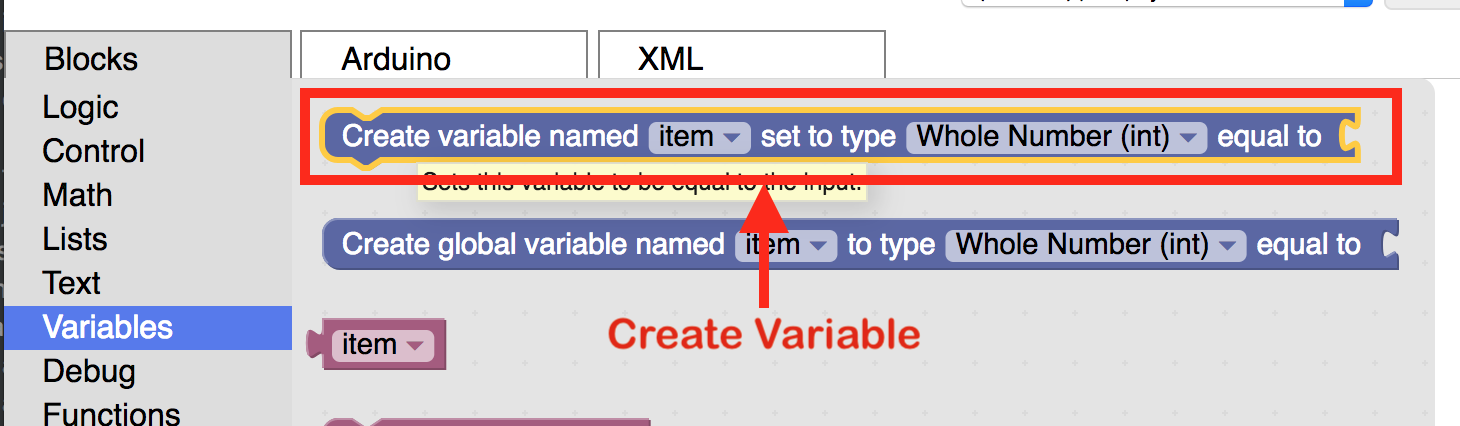 Blocks
Arduino
XML
Logic
Control
Math
Lists
Text
Variables
Debug
Functions
Create variable named item set to type Whole Number (int) equal to
Sets this variable to be equal to the input.
Create global variable named item to type Whole Number (int) equal to
item
Create Variable